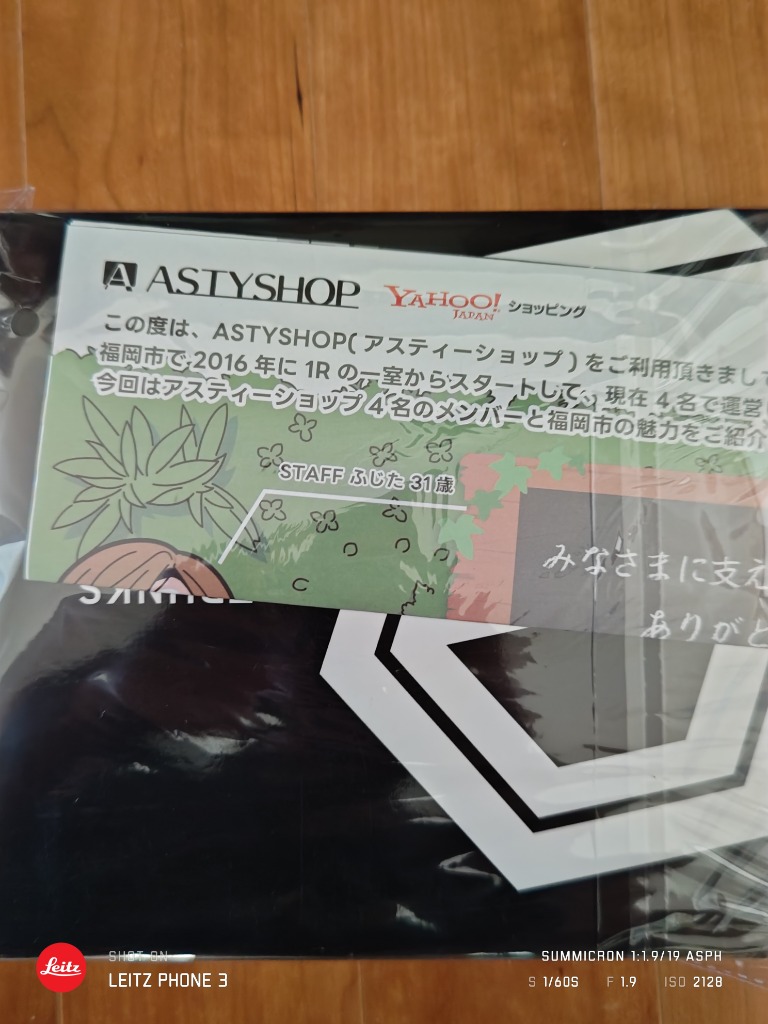 A ASTYSHOP YAHOO! JAPAN ショッピング
この度は、ASTYSHOP(アスティーショップ)をご利用頂きまして
福岡市で2016年に1Rの一室からスタートして、現在4名で運営
今回はアスティーショップ4名のメンバーと福岡市の魅力をご紹介
STAFF ふじた 31歳
みなさまに支え
ありがと
Leitz
SHOT ON
LEITZ PHONE 3
SUMMICRON 1:1.9/19 ASPH
S 1/60S F 1.9 ISO 2128